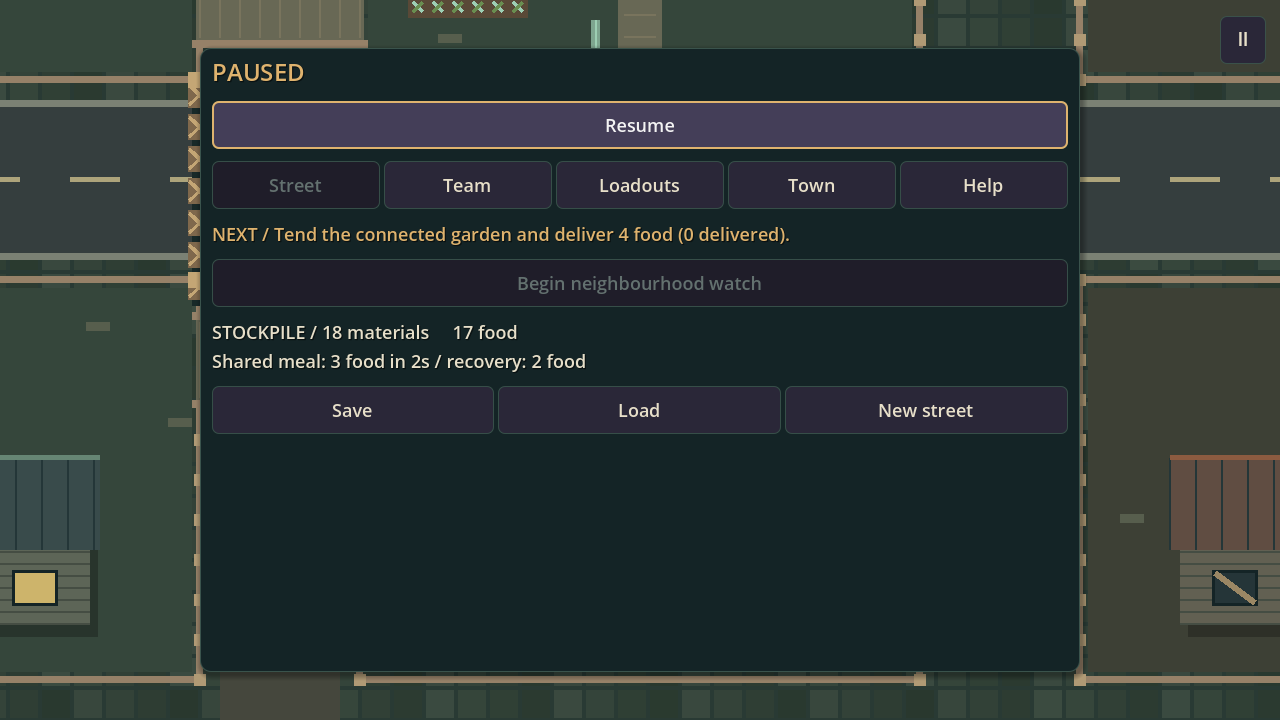 PAUSED
Resume
Street Team Loadouts Town Help
NEXT / Tend the connected garden and deliver 4 food (0 delivered).
Begin neighbourhood watch
STOCKPILE / 18 materials 17 food
Shared meal: 3 food in 2s / recovery: 2 food
Save Load New street